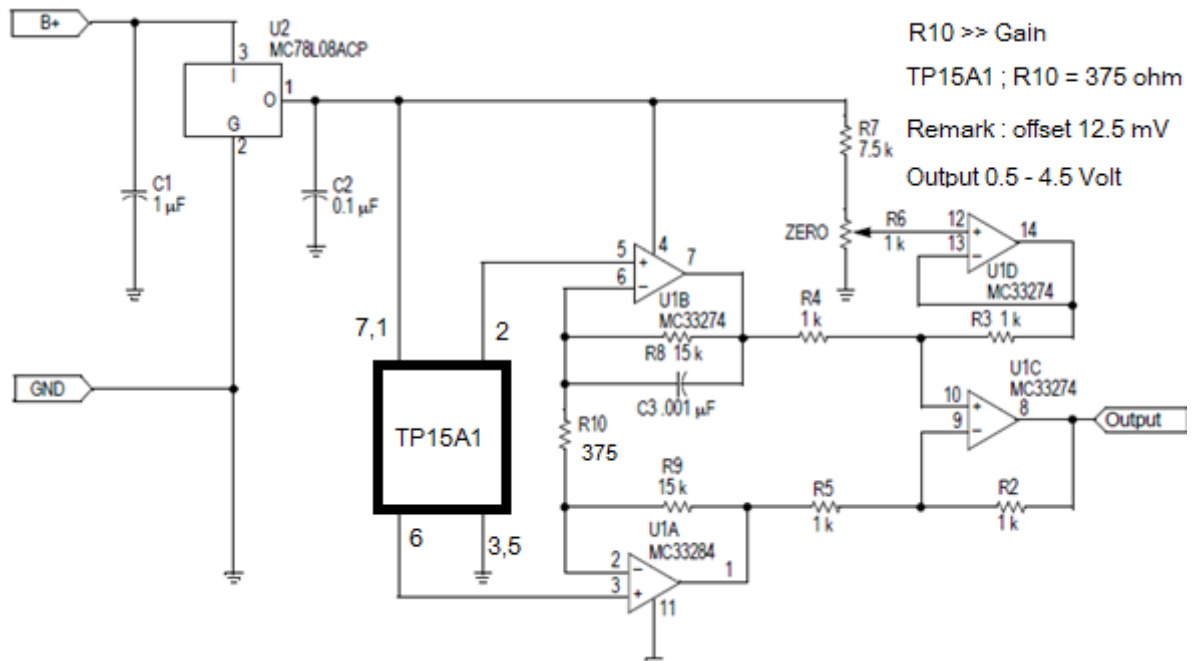 B+
U2
MC78L08ACP
3
I
O
1
G
2
C1
1 µF
C2
0.1 µF
R10 >> Gain
TP15A1 ; R10 = 375 ohm
Remark : offset 12.5 mV
Output 0.5 - 4.5 Volt
R7
7.5 k
ZERO
R6
1 k
12
+
13
−
14
U1D
MC33274
5
+
6
−
4
7
U1B
MC33274
R4
1 k
R3 1 k
7,1
2
R8 15 k
C3 .001 µF
U1C
MC33274
10
+
9
−
8
Output
GND
TP15A1
R10
375
R9
15 k
R5
1k
R2
1 k
6
3,5
U1A
MC33284
2
−
3
+
1
11